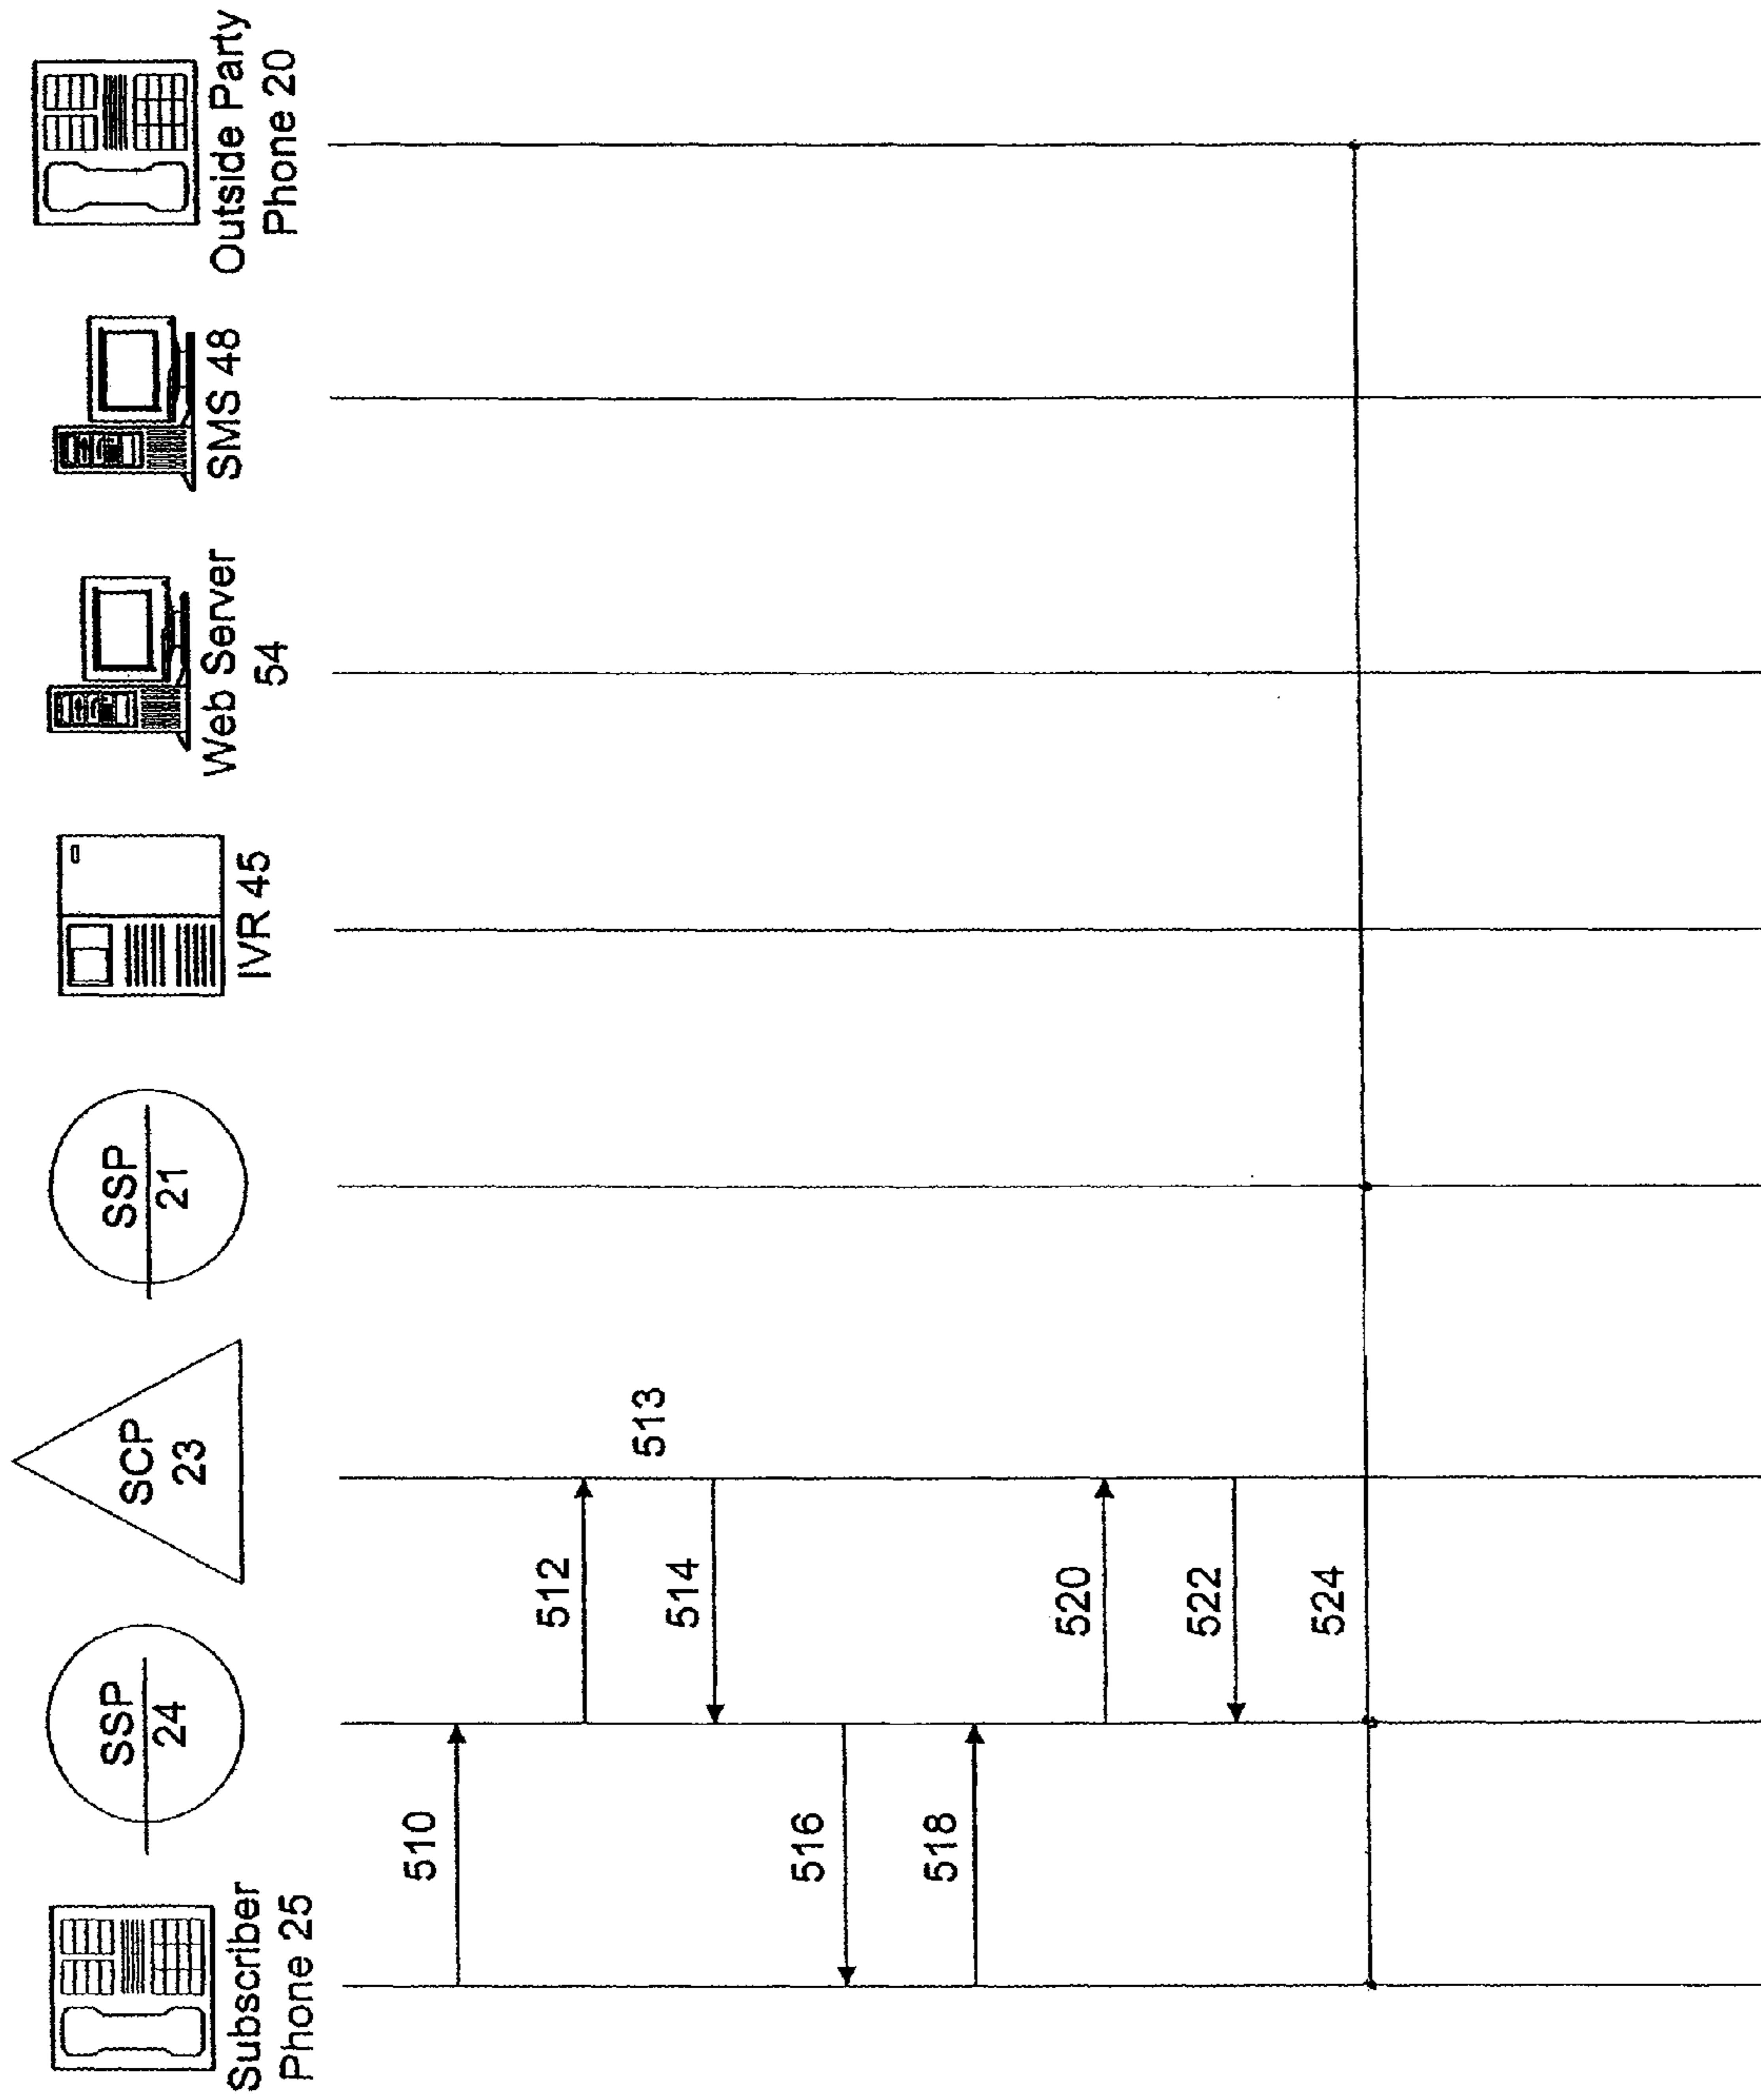 Subscriber
Phone 25
SSP
24
SCP
23
SSP
21
IVR 45
Web Server
54
SMS 48
Outside Party
Phone 20
510
512
513
514
516
518
520
522
524